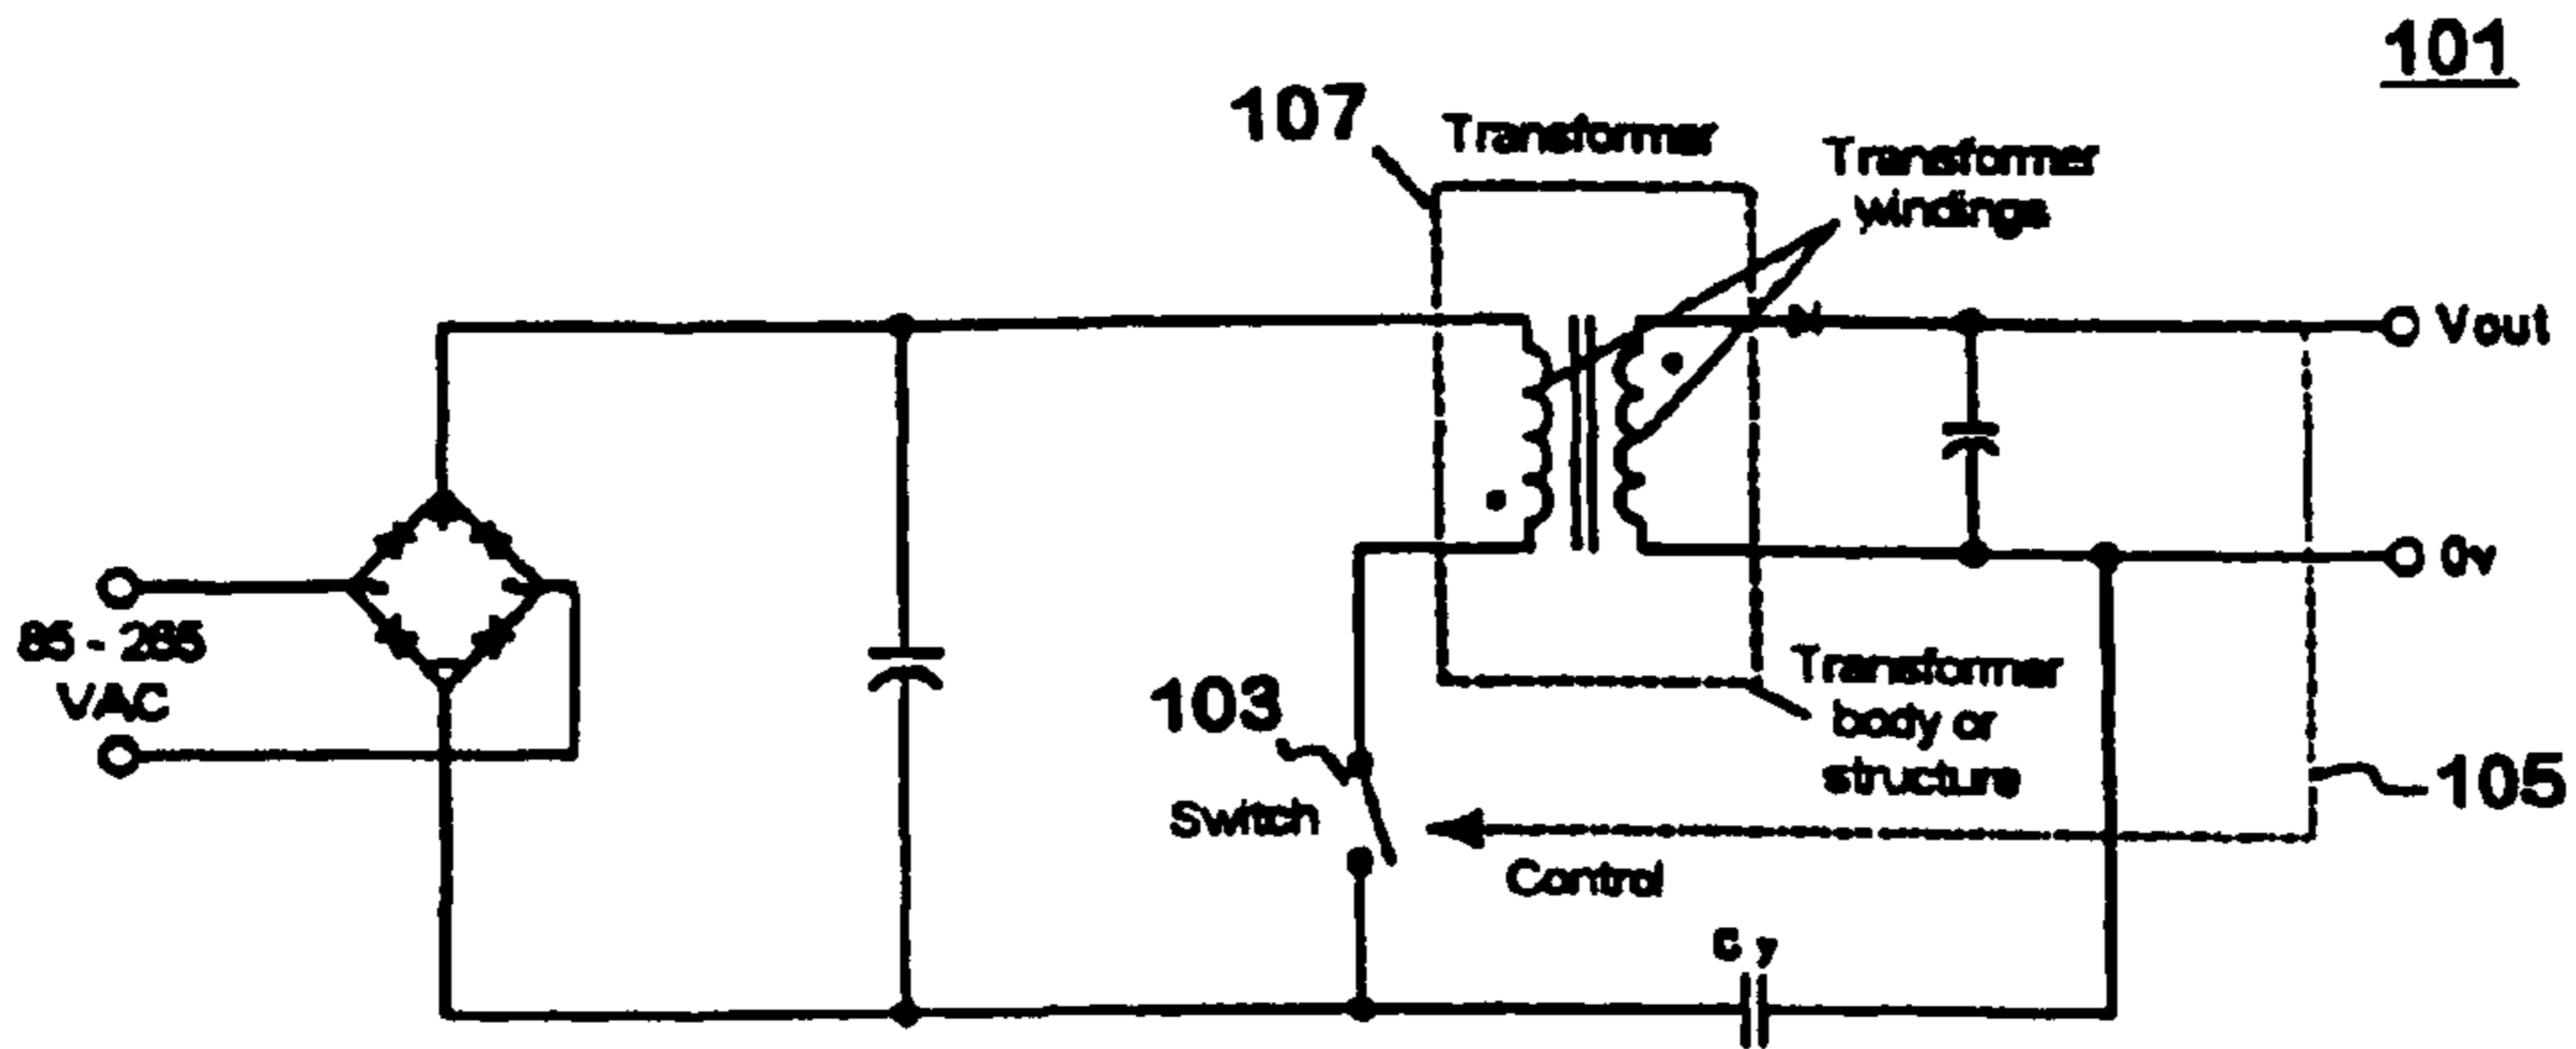 101
107
Transformer
Transformer
windings
Vout
0v
85 - 265
VAC
103
Switch
Transformer
body or
structure
105
Control
C y